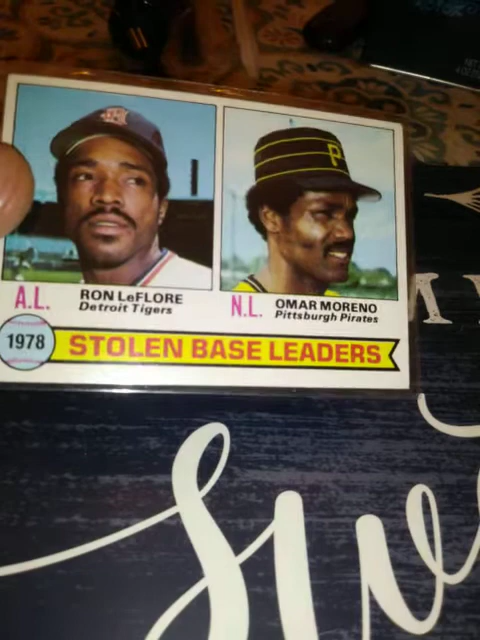 A.L.
RON LeFLORE
Detroit Tigers
N.L.
OMAR MORENO
Pittsburgh Pirates
1978
STOLEN BASE LEADERS
P